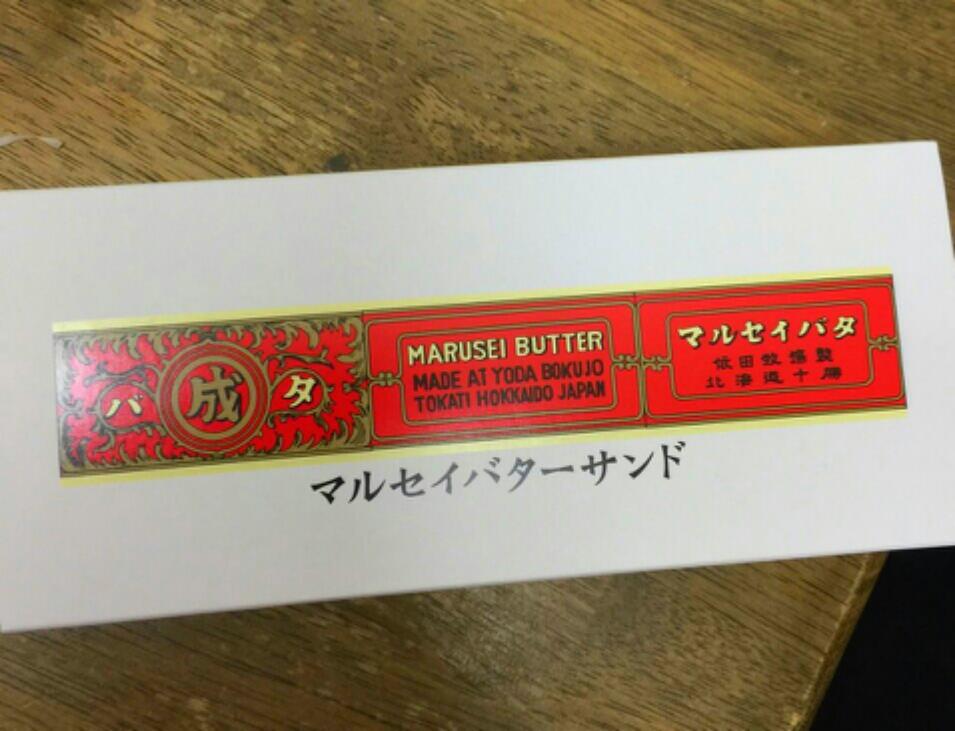 バ 成 タ
MARUSEI BUTTER
MADE AT YODA BOKUJO
TOKATI HOKKAIDO JAPAN
マルセイバタ
依田牧場製
北海道十勝
マルセイバターサンド